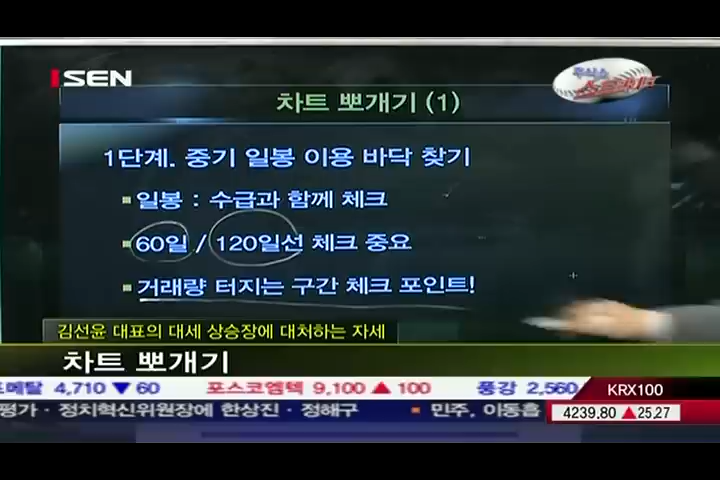 SEN
주식쇼
차트 뽀개기 (1)
1단계. 중기 일봉 이용 바닥 찾기
일봉 : 수급과 함께 체크
60일 / 120일선 체크 중요
거래량 터지는 구간 체크 포인트!
김선윤 대표의 대세 상승장에 대처하는 자세
차트 뽀개기
메탈 4,710 ▼ 60 포스코엠텍 9,100 ▲ 100 풍강 2,560 KRX100
평가 · 정치혁신위원장에 한상진 · 정해구 민주, 이동흡 4239.80 ▲25.27